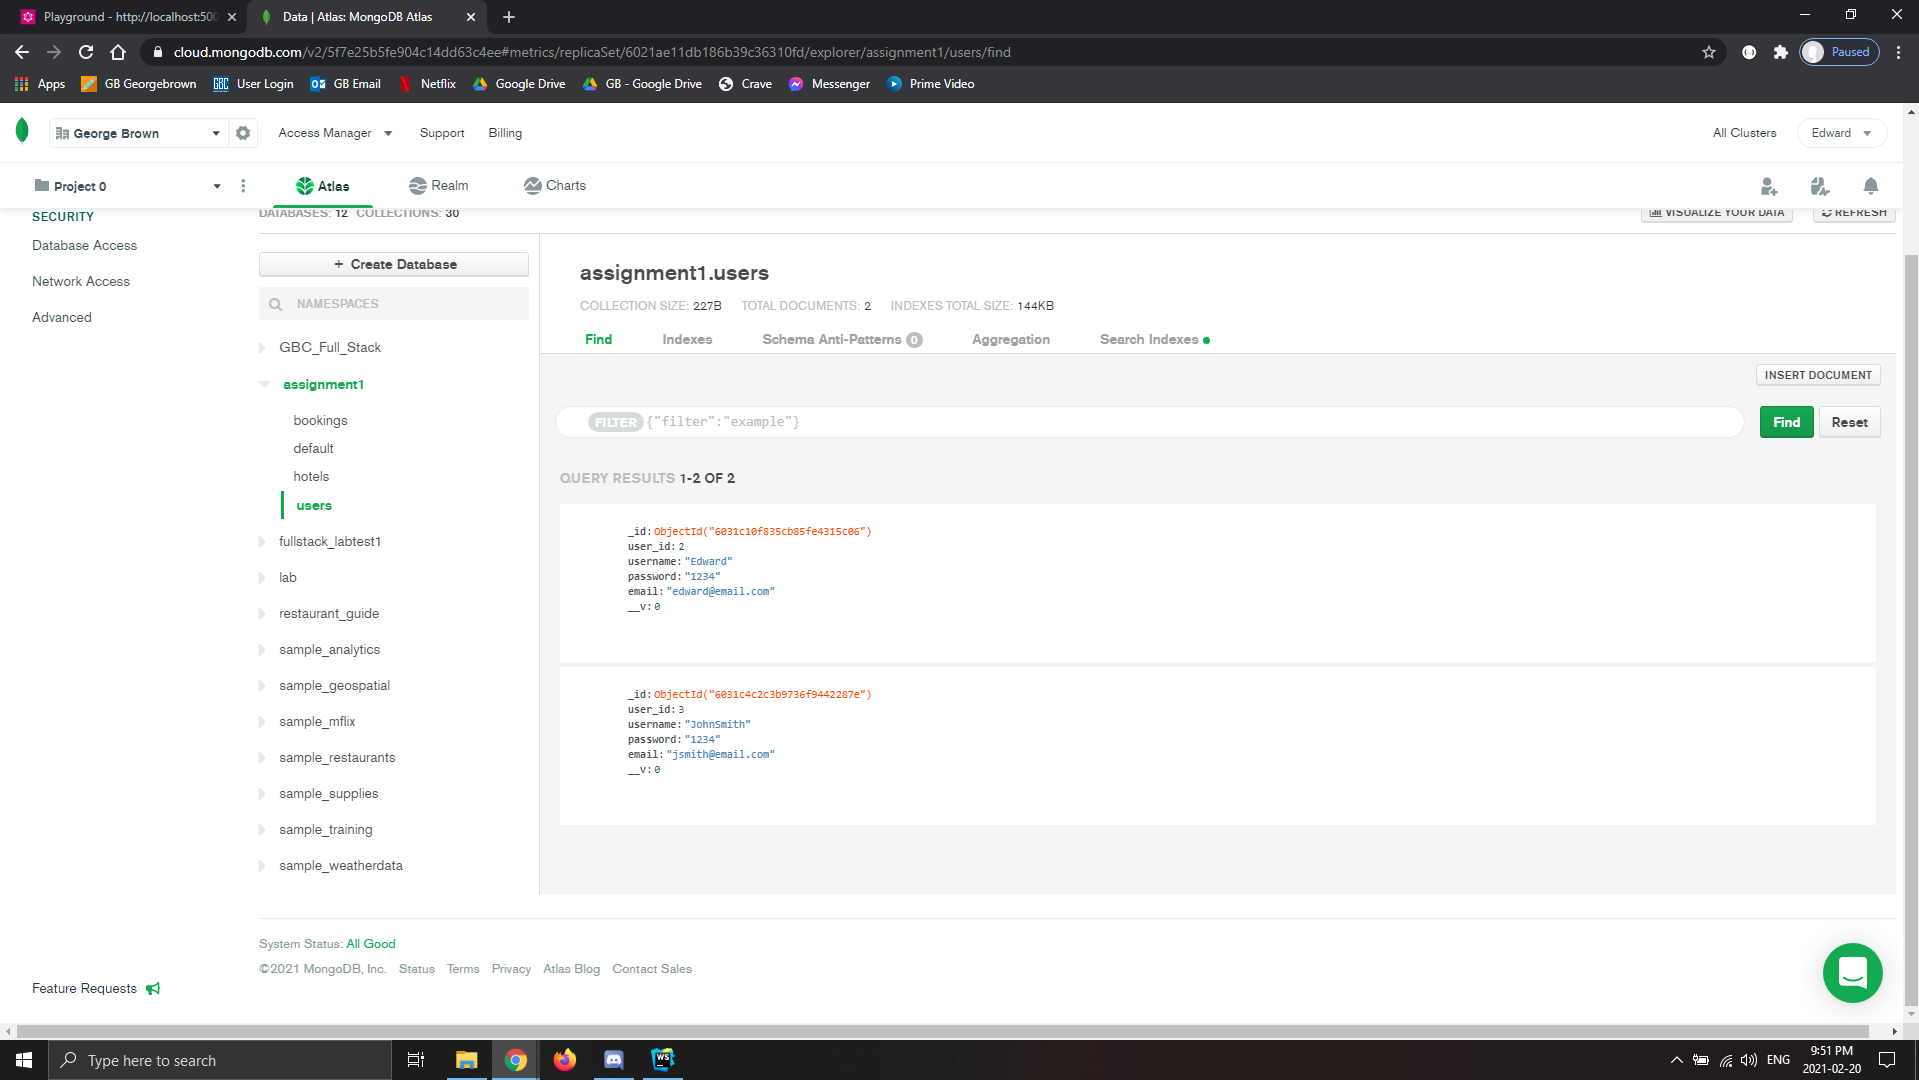 Playground - http://localhost:500
Data | Atlas: MongoDB Atlas
cloud.mongodb.com/v2/5f7e25b5fe904c14dd63c4ee#metrics/replicaSet/6021ae11db186b39c36310fd/explorer/assignment1/users/find
Paused
Apps
GB Georgebrown
GBC User Login
GB Email
Netflix
Google Drive
GB - Google Drive
Crave
Messenger
Prime Video
George Brown
Access Manager
Support
Billing
All Clusters
Edward
Project 0
Atlas
Realm
Charts
SECURITY
Database Access
Network Access
Advanced
DATABASES: 12 COLLECTIONS: 30
VISUALIZE YOUR DATA
REFRESH
+ Create Database
NAMESPACES
GBC_Full_Stack
assignment1
bookings
default
hotels
users
fullstack_labtest1
lab
restaurant_guide
sample_analytics
sample_geospatial
sample_mflix
sample_restaurants
sample_supplies
sample_training
sample_weatherdata
assignment1.users
COLLECTION SIZE: 227B TOTAL DOCUMENTS: 2 INDEXES TOTAL SIZE: 144KB
Find
Indexes
Schema Anti-Patterns 0
Aggregation
Search Indexes
INSERT DOCUMENT
FILTER {"filter":"example"}
Find
Reset
QUERY RESULTS 1-2 OF 2
_id: ObjectId("6031c10f835cb85fe4315c06")
user_id: 2
username: "Edward"
password: "1234"
email: "edward@email.com"
__v: 0
_id: ObjectId("6031c4c2c3b9736f9442287e")
user_id: 3
username: "JohnSmith"
password: "1234"
email: "jsmith@email.com"
__v: 0
System Status: All Good
©2021 MongoDB, Inc. Status Terms Privacy Atlas Blog Contact Sales
Feature Requests
Type here to search
WS
ENG
9:51 PM
2021-02-20